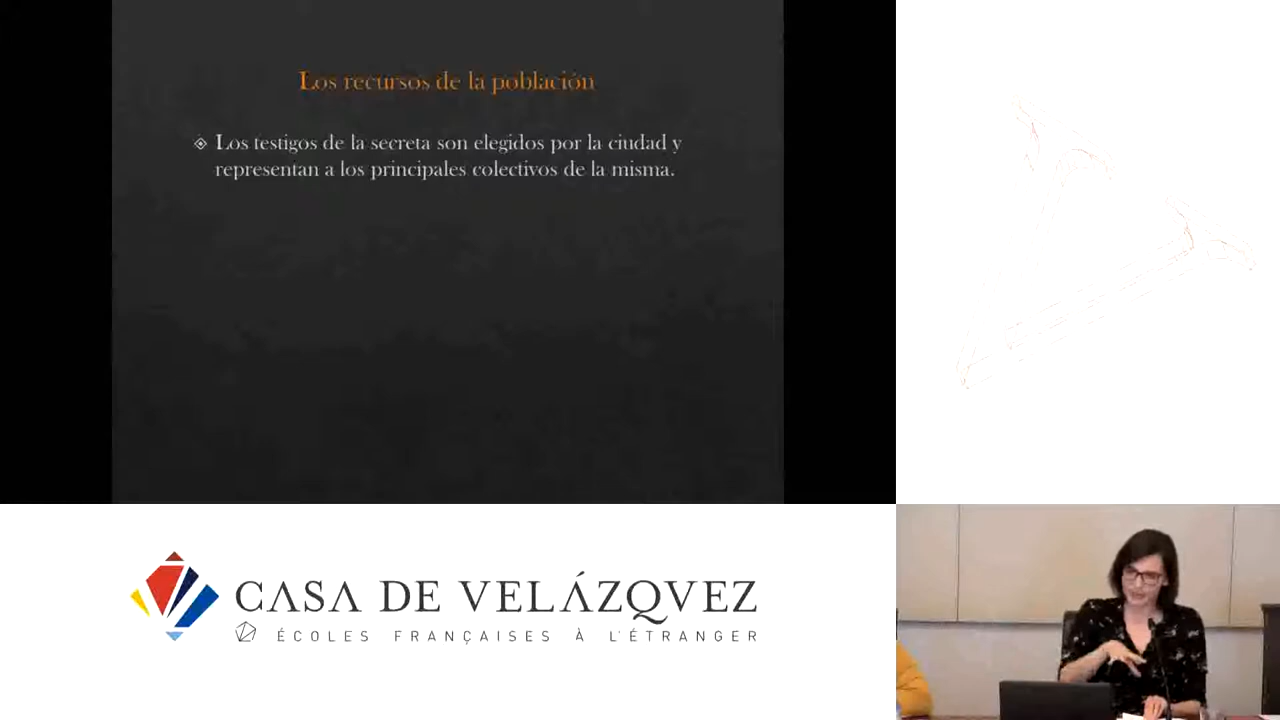 Los recursos de la población
Los testigos de la secreta son elegidos por la ciudad y
representan a los principales colectivos de la misma.
CASA DE VELÁZQVEZ
ÉCOLES FRANÇAISES À L'ÉTRANGER